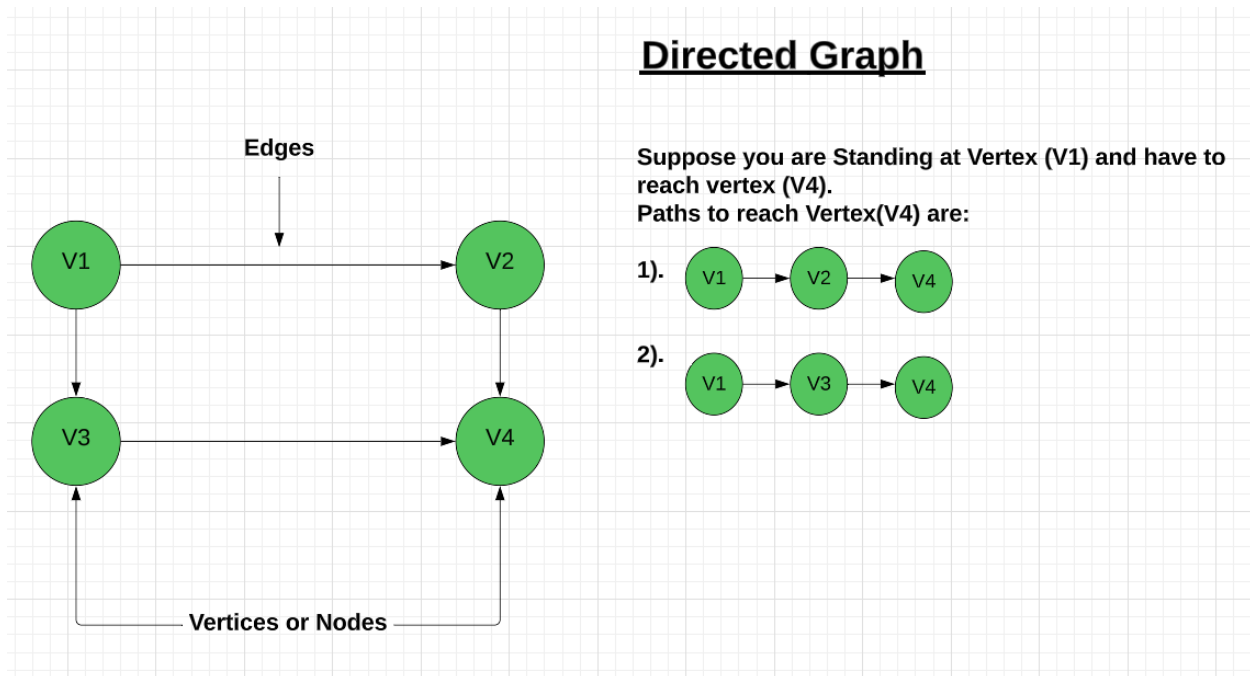 Directed Graph
Edges
V1
V2
V3
V4
Vertices or Nodes
Suppose you are Standing at Vertex (V1) and have to
reach vertex (V4).
Paths to reach Vertex(V4) are:
1). V1 V2 V4
2). V1 V3 V4